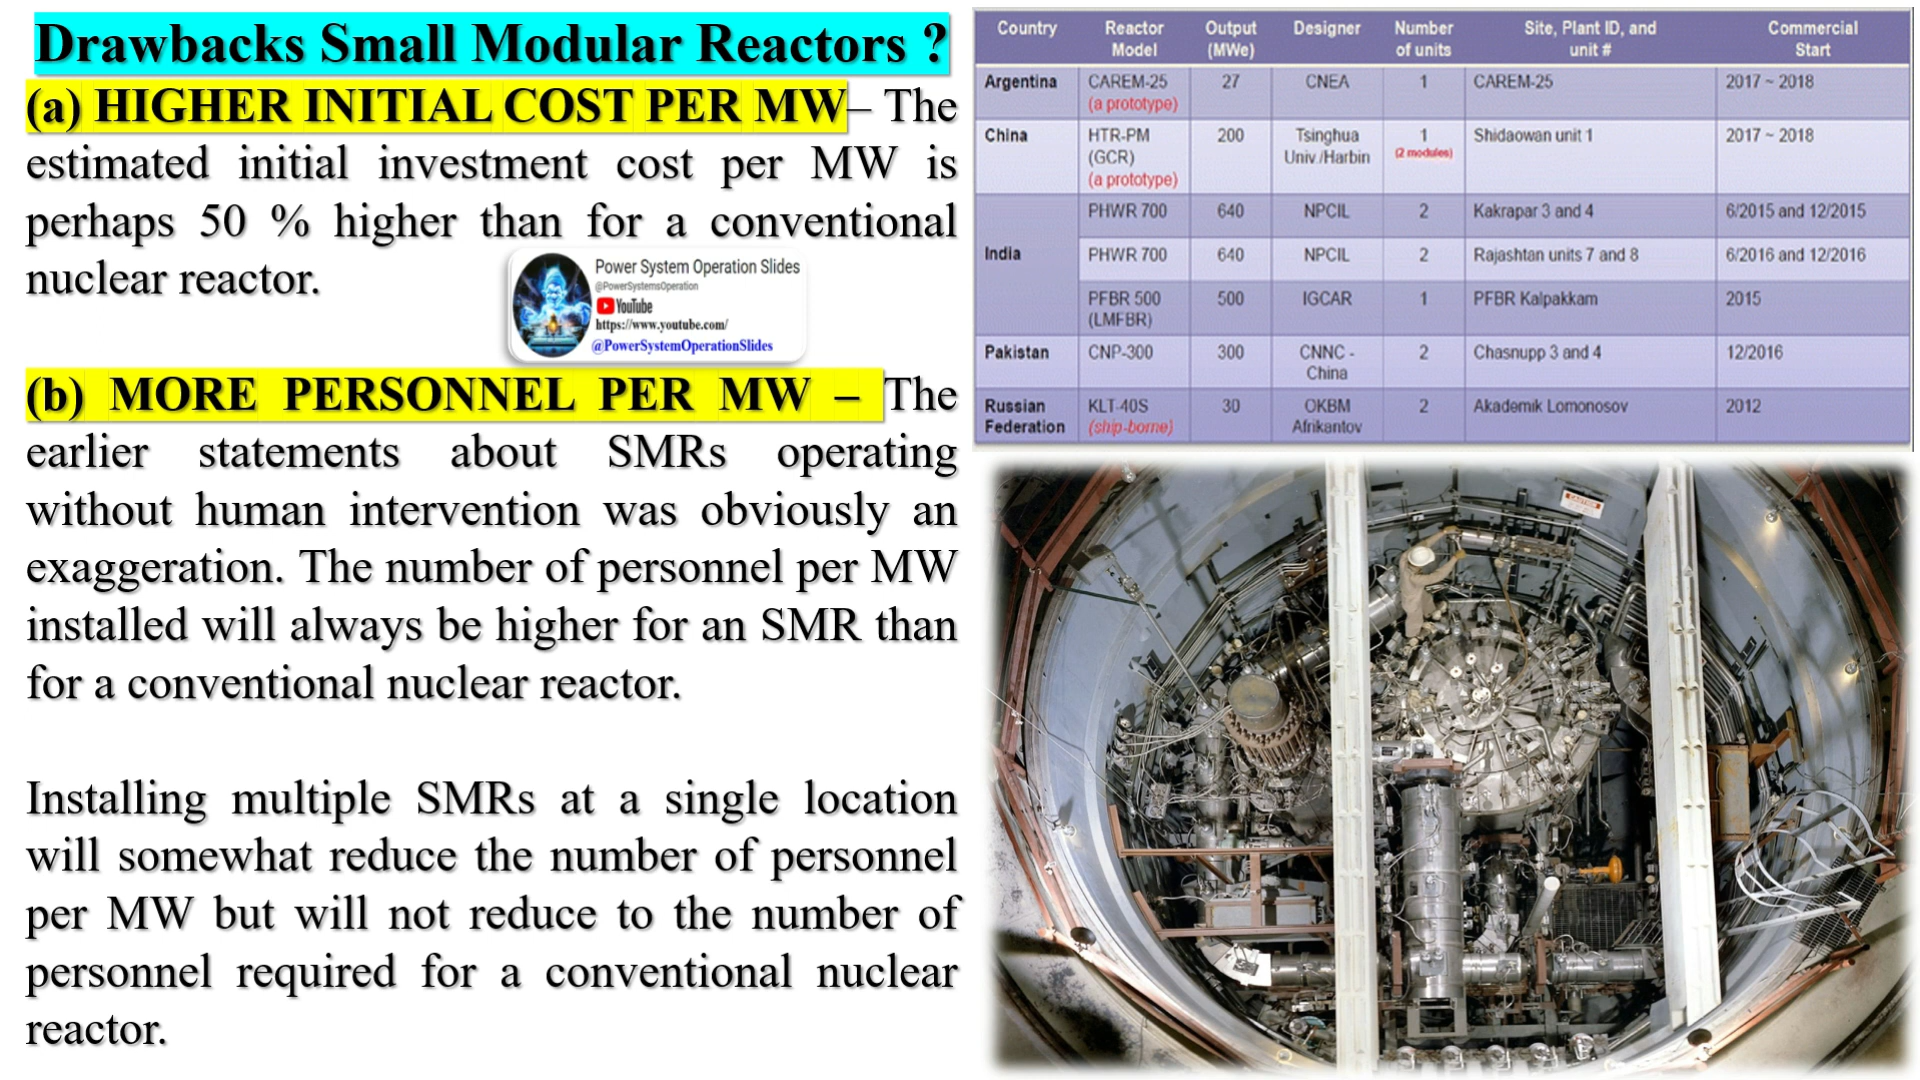 Drawbacks Small Modular Reactors ?
(a) HIGHER INITIAL COST PER MW– The
estimated initial investment cost per MW is
perhaps 50 % higher than for a conventional
nuclear reactor.
Power System Operation Slides
@PowerSystemsOperation
YouTube
https://www.youtube.com/
@PowerSystemOperationSlides
(b) MORE PERSONNEL PER MW – The
earlier statements about SMRs operating
without human intervention was obviously an
exaggeration. The number of personnel per MW
installed will always be higher for an SMR than
for a conventional nuclear reactor.
Installing multiple SMRs at a single location
will somewhat reduce the number of personnel
per MW but will not reduce to the number of
personnel required for a conventional nuclear
reactor.
Country Reactor Model Output (MWe) Designer Number of units Site, Plant ID, and unit # Commercial Start
Argentina CAREM-25 (a prototype) 27 CNEA 1 CAREM-25 2017 ~ 2018
China HTR-PM (GCR) (a prototype) 200 Tsinghua Univ./Harbin 1 (2 modules) Shidaowan unit 1 2017 ~ 2018
India PHWR 700 640 NPCIL 2 Kakrapar 3 and 4 6/2015 and 12/2015
PHWR 700 640 NPCIL 2 Rajashtan units 7 and 8 6/2016 and 12/2016
PFBR 500 (LMFBR) 500 IGCAR 1 PFBR Kalpakkam 2015
Pakistan CNP-300 300 CNNC - China 2 Chasnupp 3 and 4 12/2016
Russian Federation KLT-40S (ship-borne) 30 OKBM Afrikantov 2 Akademik Lomonosov 2012